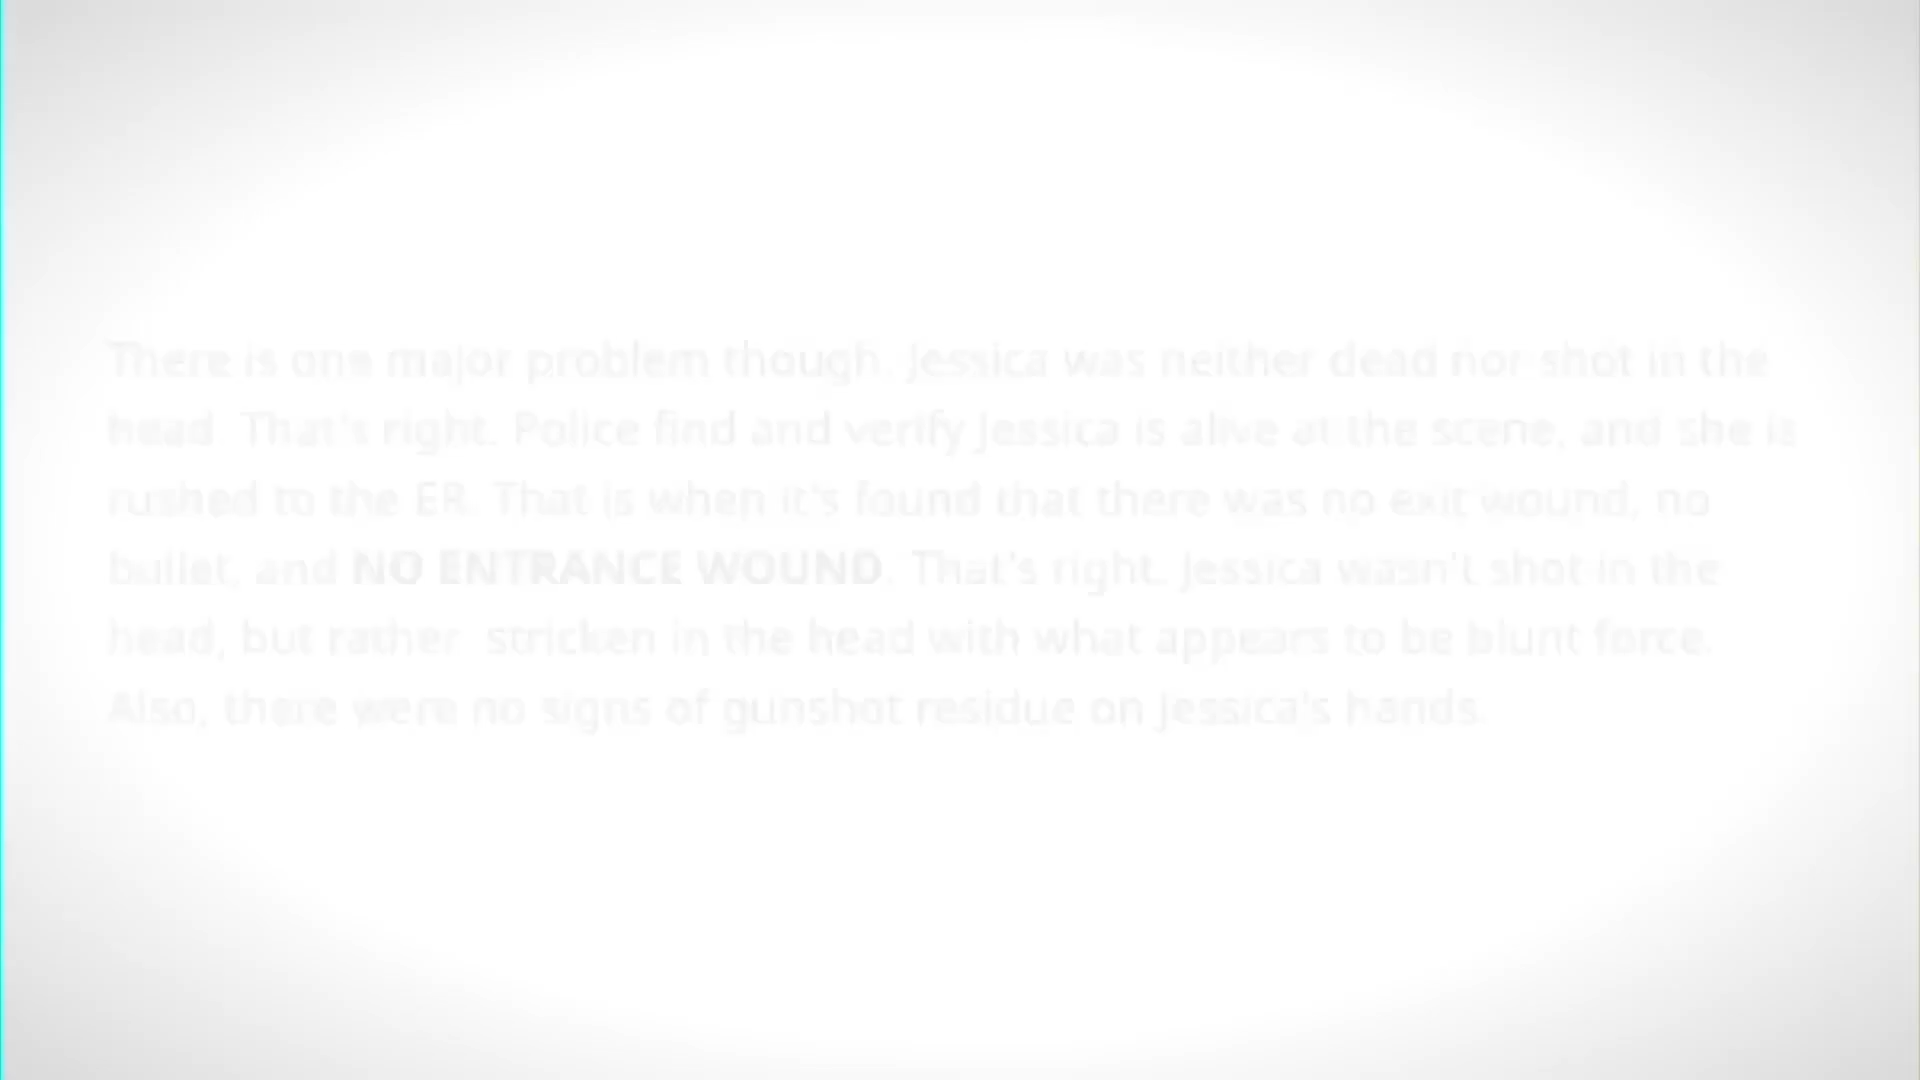 There is one major problem though. Jessica was neither dead nor shot in the
head. That's right. Police find and verify Jessica is alive at the scene, and she is
rushed to the ER. That is when it's found that there was no exit wound, no
bullet, and NO ENTRANCE WOUND. That's right. Jessica wasn't shot in the
head, but rather stricken in the head with what appears to be blunt force.
Also, there were no signs of gunshot residue on Jessica's hands.